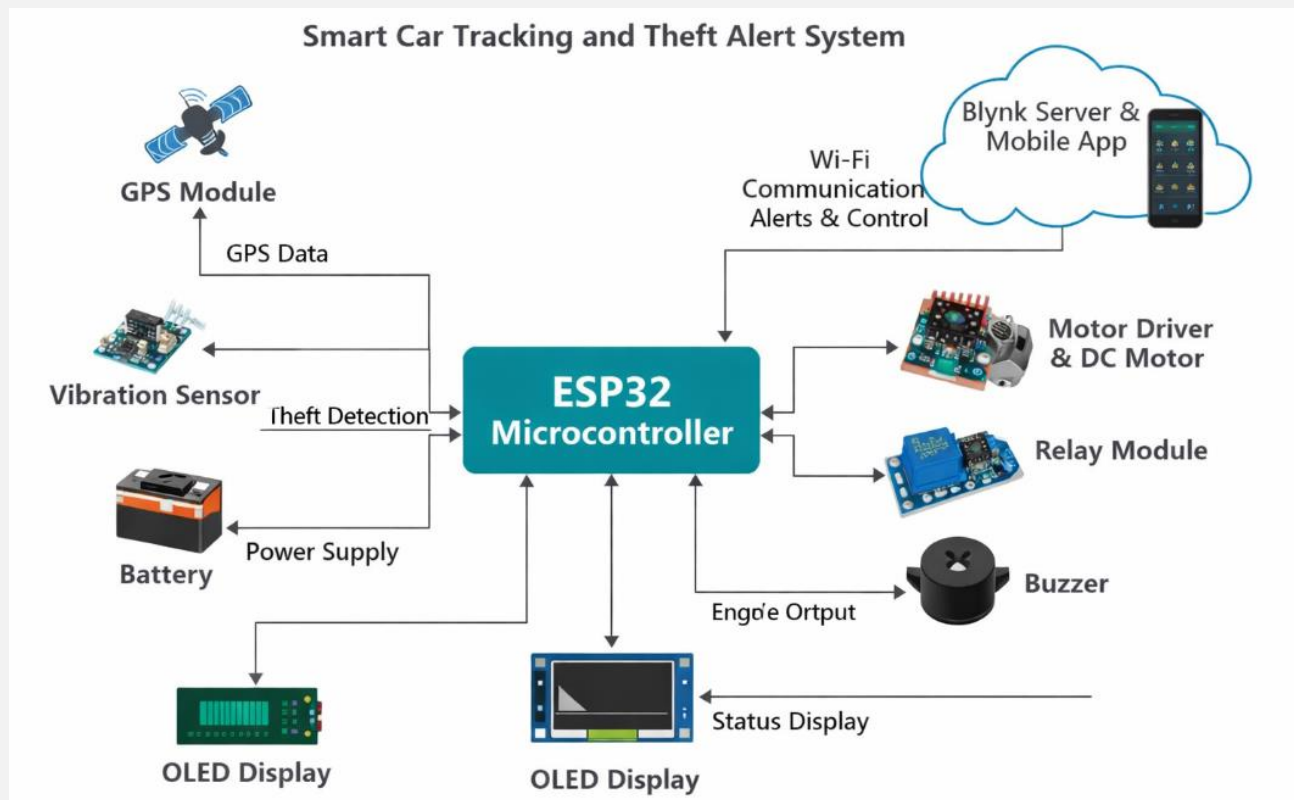 Smart Car Tracking and Theft Alert System
Blynk Server &
Mobile App
Wi-Fi
Communication
Alerts & Control
GPS Module
GPS Data
Motor Driver
& DC Motor
Vibration Sensor
ESP32
Microcontroller
Theft Detection
Relay Module
Power Supply
Battery
Buzzer
Ortput
Status Display
OLED Display
OLED Display